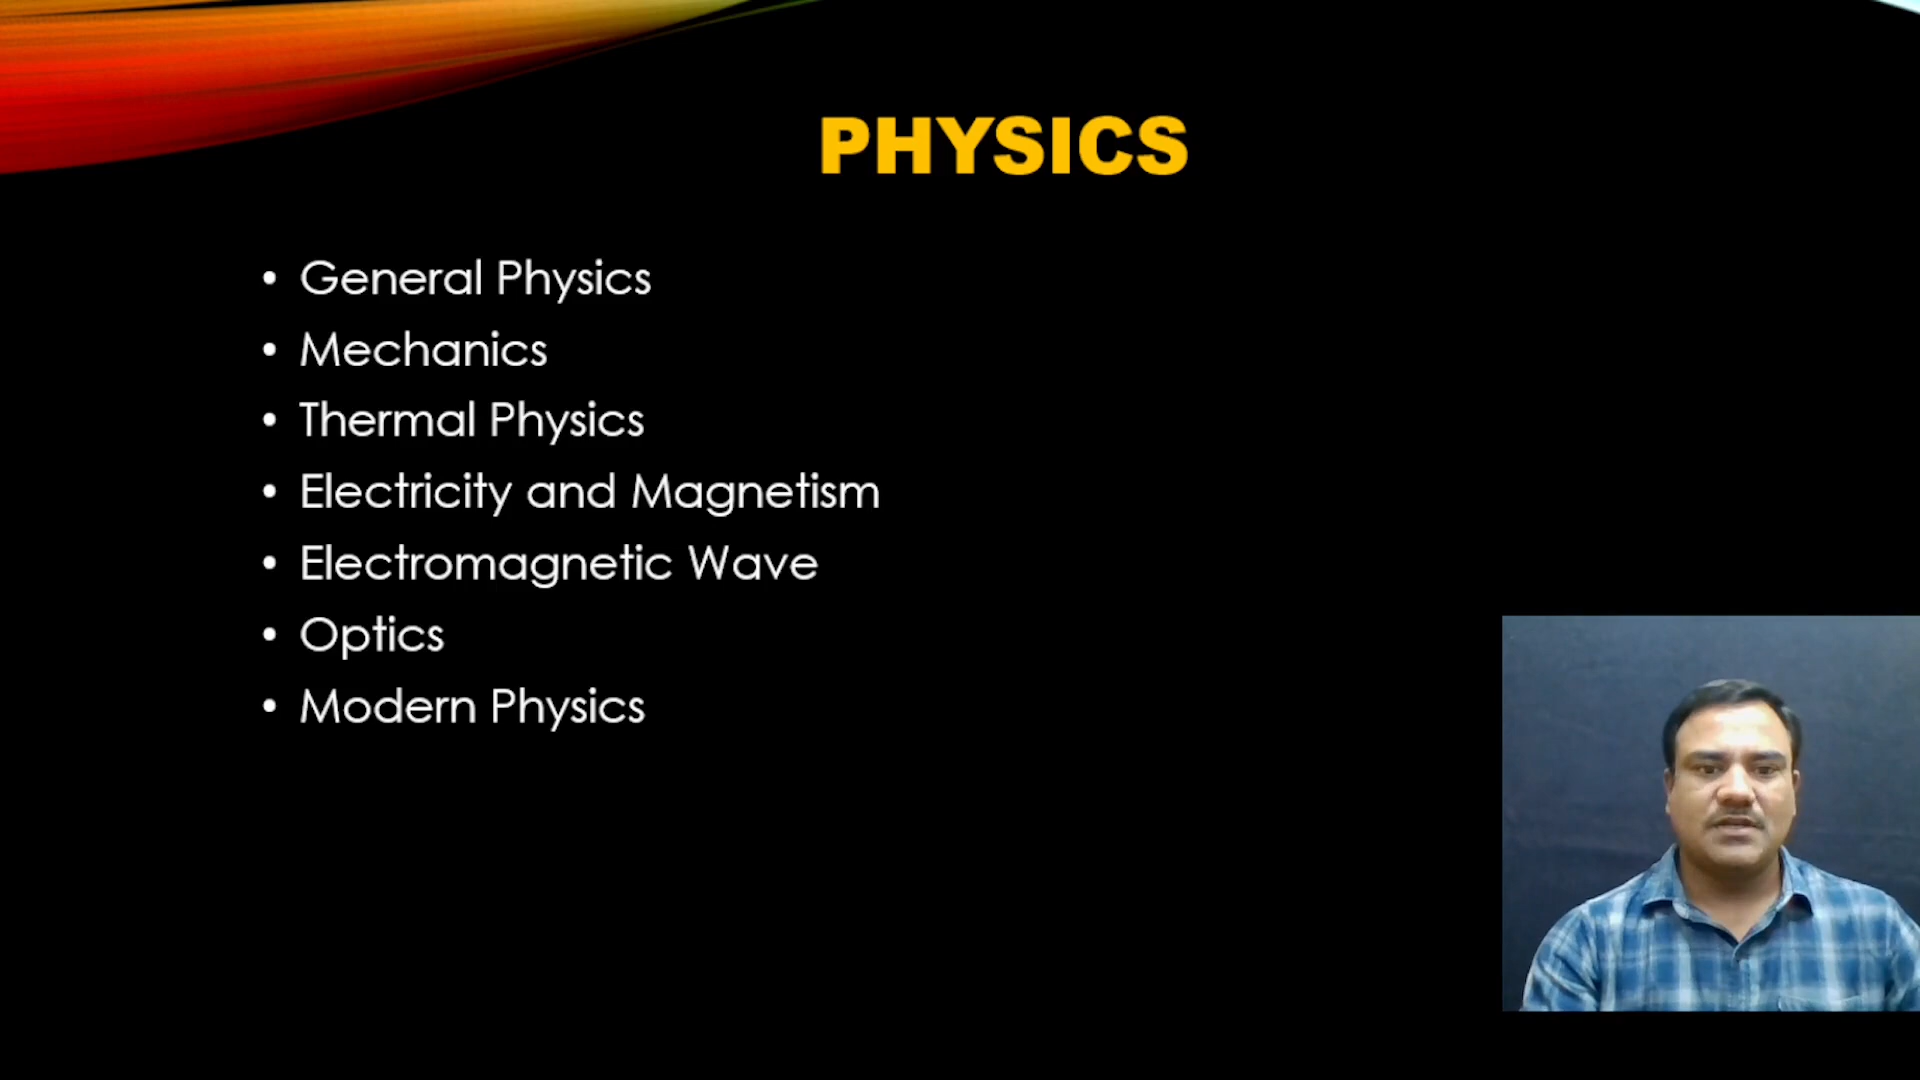 PHYSICS
• General Physics
• Mechanics
• Thermal Physics
• Electricity and Magnetism
• Electromagnetic Wave
• Optics
• Modern Physics